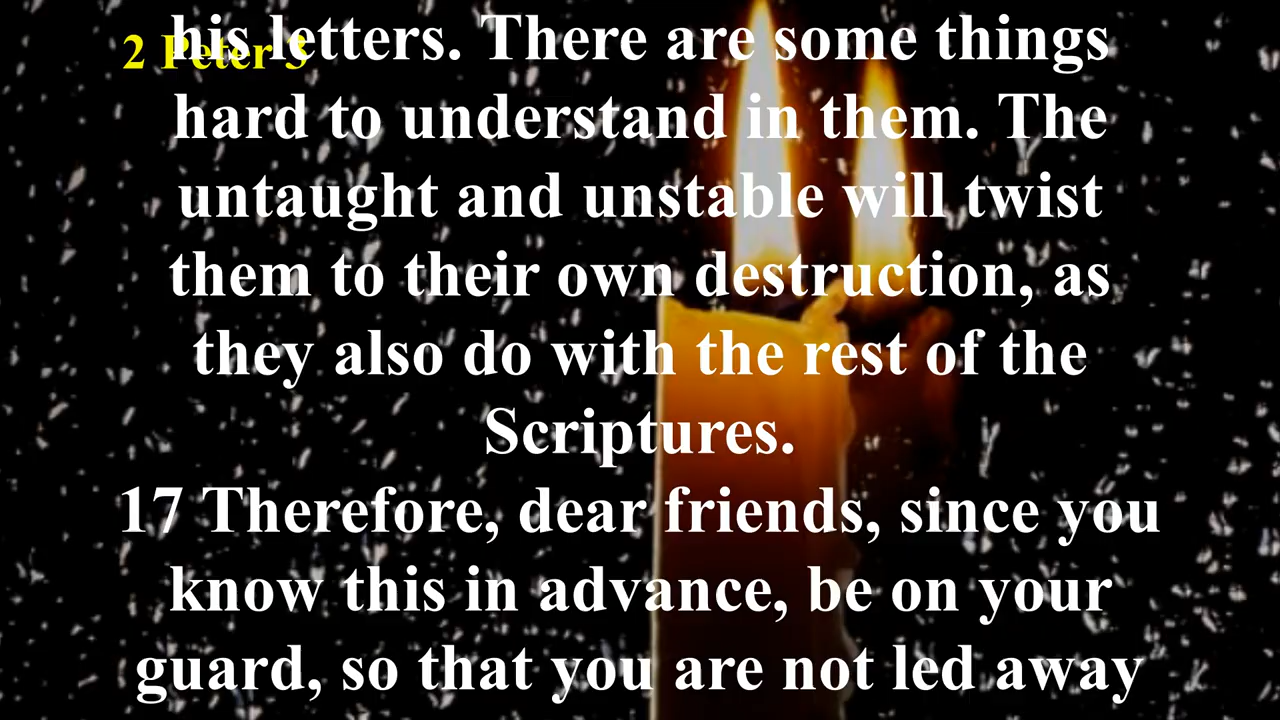 2 Peter 3
his letters. There are some things
hard to understand in them. The
untaught and unstable will twist
them to their own destruction, as
they also do with the rest of the
Scriptures.
17 Therefore, dear friends, since you
know this in advance, be on your
guard, so that you are not led away